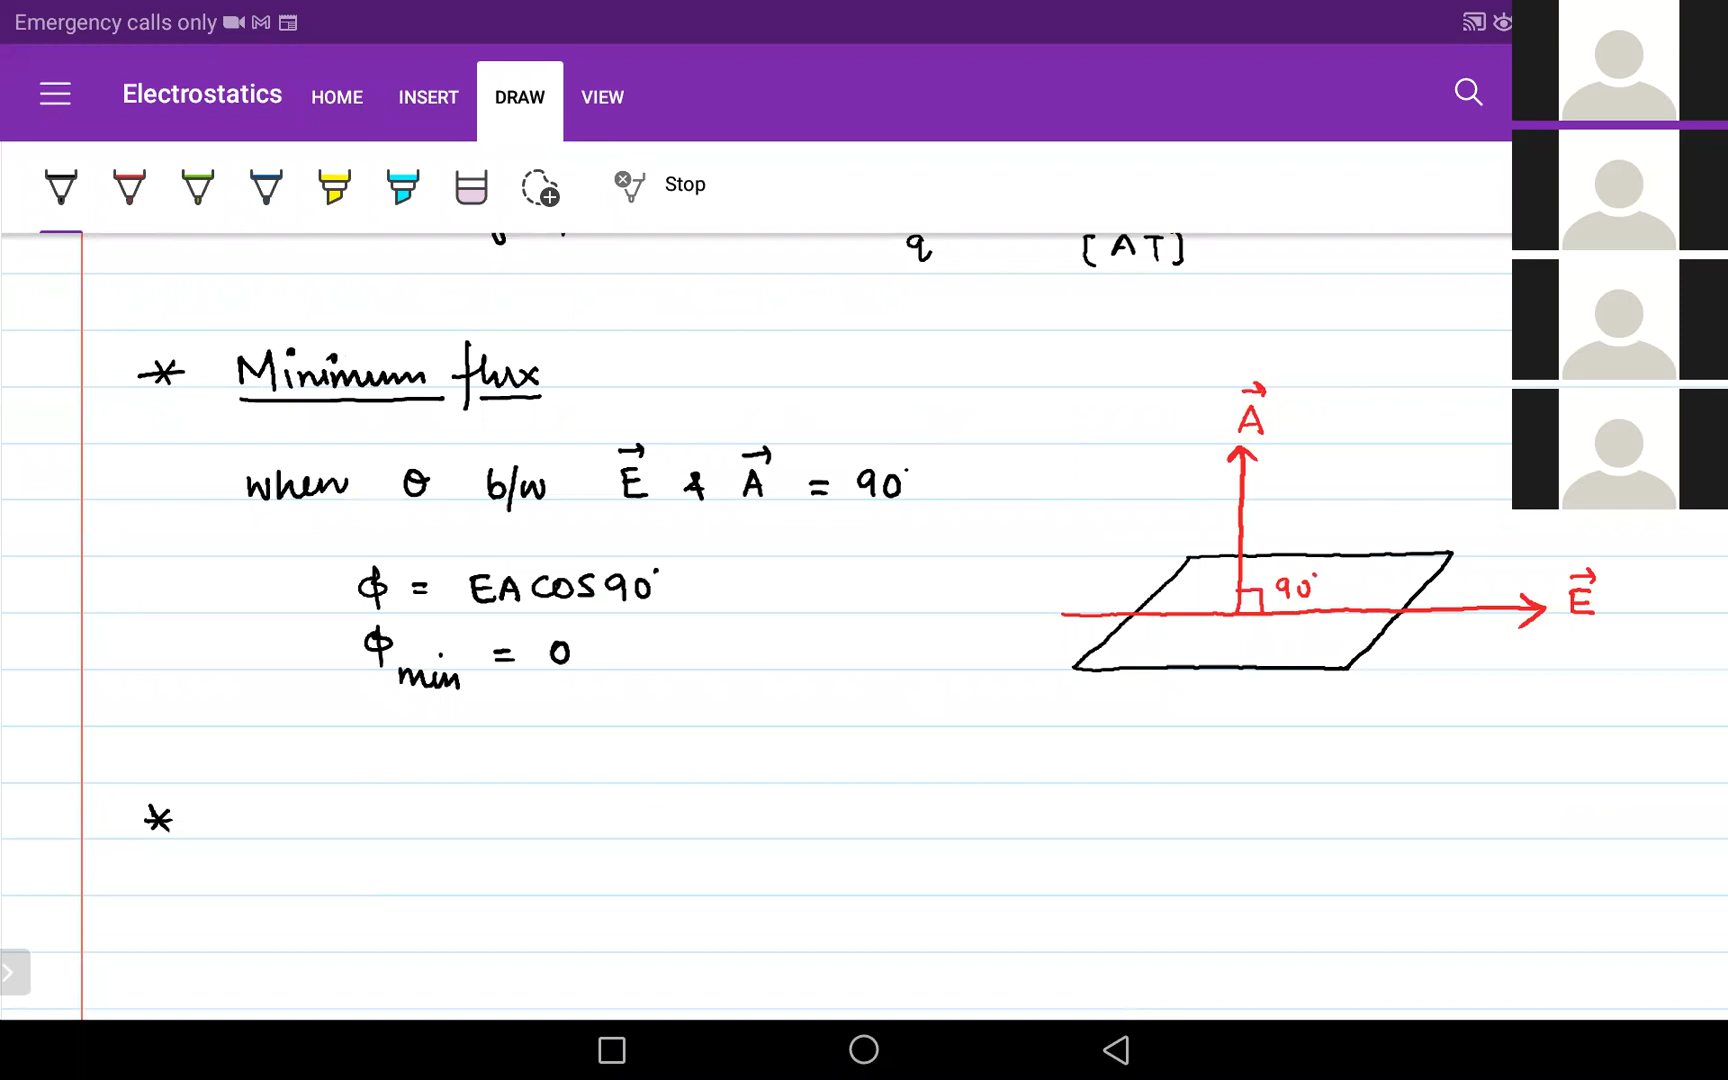 Emergency calls only
Electrostatics HOME INSERT DRAW VIEW
Stop
q [AT]
* Minimum flux
when θ b/w E⃗ & A⃗ = 90°
ϕ = EA COS 90°
ϕmin = 0
A⃗
90°
E⃗
*